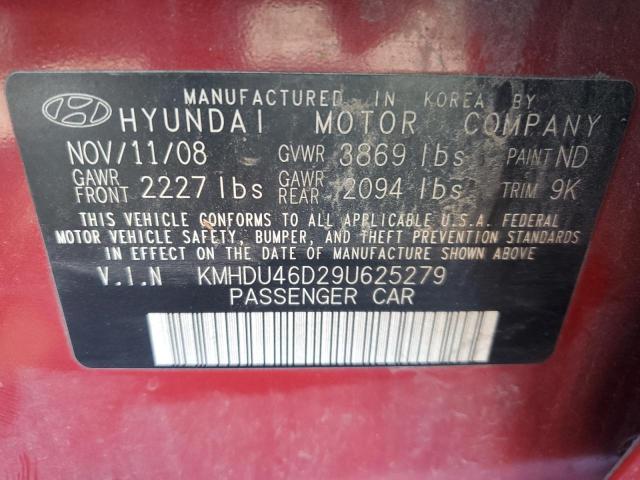 MANUFACTURED IN KOREA BY
HYUNDAI MOTOR COMPANY
NOV/11/08 GVWR 3869 lbs PAINT ND
GAWR FRONT 2227 lbs GAWR REAR 2094 lbs TRIM 9K
THIS VEHICLE CONFORMS TO ALL APPLICABLE U.S.A. FEDERAL
MOTOR VEHICLE SAFETY, BUMPER, AND THEFT PREVENTION STANDARDS
IN EFFECT ON THE DATE OF MANUFACTURE SHOWN ABOVE
V.I.N KMHDU46D29U625279
PASSENGER CAR